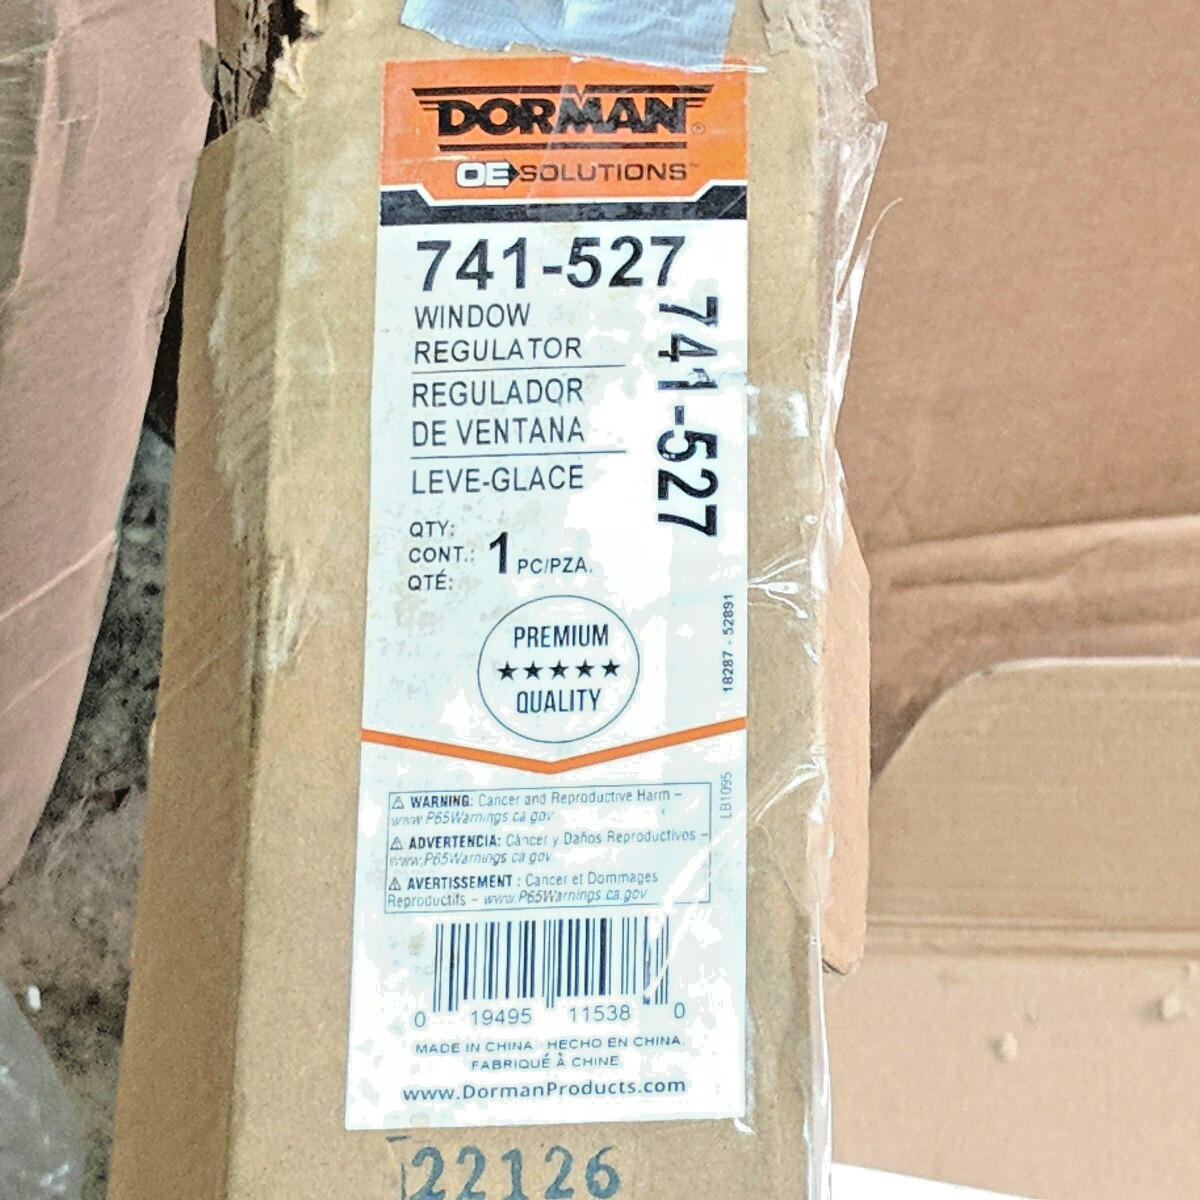 DORMAN®
OE SOLUTIONS™
741-527
WINDOW
REGULATOR
REGULADOR
DE VENTANA
LEVE-GLACE
741-527
QTY:
CONT.: 1 PC/PZA.
QTÉ:
PREMIUM
★★★★★
QUALITY
18287 - 52891
LB1095
⚠ WARNING: Cancer and Reproductive Harm –
www.P65Warnings.ca.gov
⚠ ADVERTENCIA: Cáncer y Daños Reproductivos –
www.P65Warnings.ca.gov
⚠ AVERTISSEMENT : Cancer et Dommages
Reproductifs – www.P65Warnings.ca.gov
0 19495 11538 0
MADE IN CHINA HECHO EN CHINA
FABRIQUÉ À CHINE
www.DormanProducts.com
22126